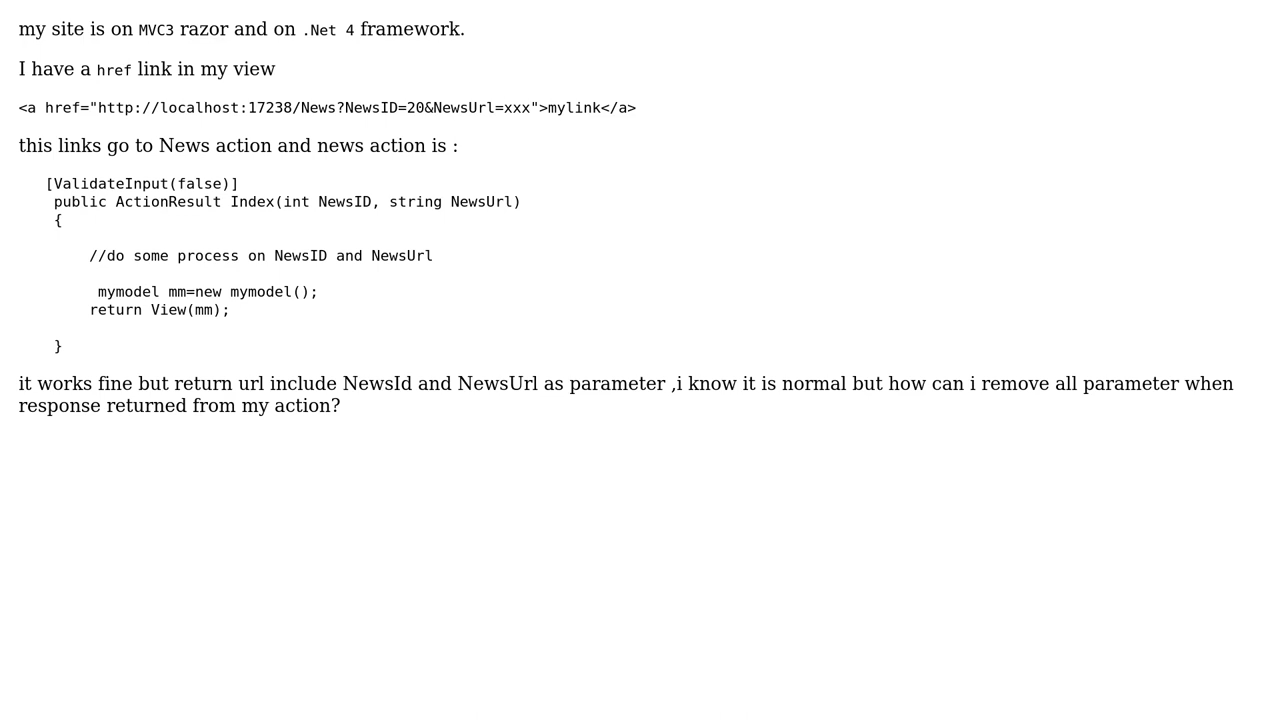 my site is on MVC3 razor and on .Net 4 framework.
I have a href link in my view
<a href="http://localhost:17238/News?NewsID=20&NewsUrl=xxx">mylink</a>
this links go to News action and news action is :
[ValidateInput(false)]
public ActionResult Index(int NewsID, string NewsUrl)
{
//do some process on NewsID and NewsUrl
mymodel mm=new mymodel();
return View(mm);
}
it works fine but return url include NewsId and NewsUrl as parameter ,i know it is normal but how can i remove all parameter when
response returned from my action?